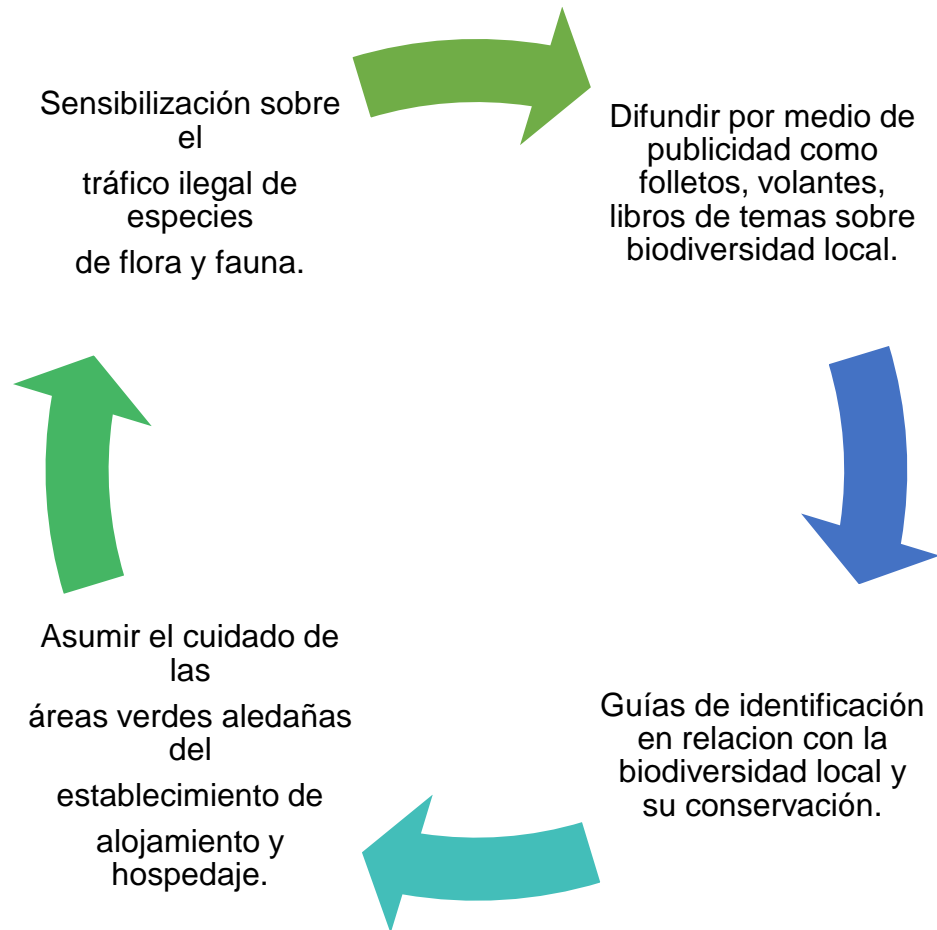 Sensibilización sobre
el
tráfico ilegal de
especies
de flora y fauna.
Difundir por medio de
publicidad como
folletos, volantes,
libros de temas sobre
biodiversidad local.
Guías de identificación
en relacion con la
biodiversidad local y
su conservación.
Asumir el cuidado de
las
áreas verdes aledañas
del
establecimiento de
alojamiento y
hospedaje.